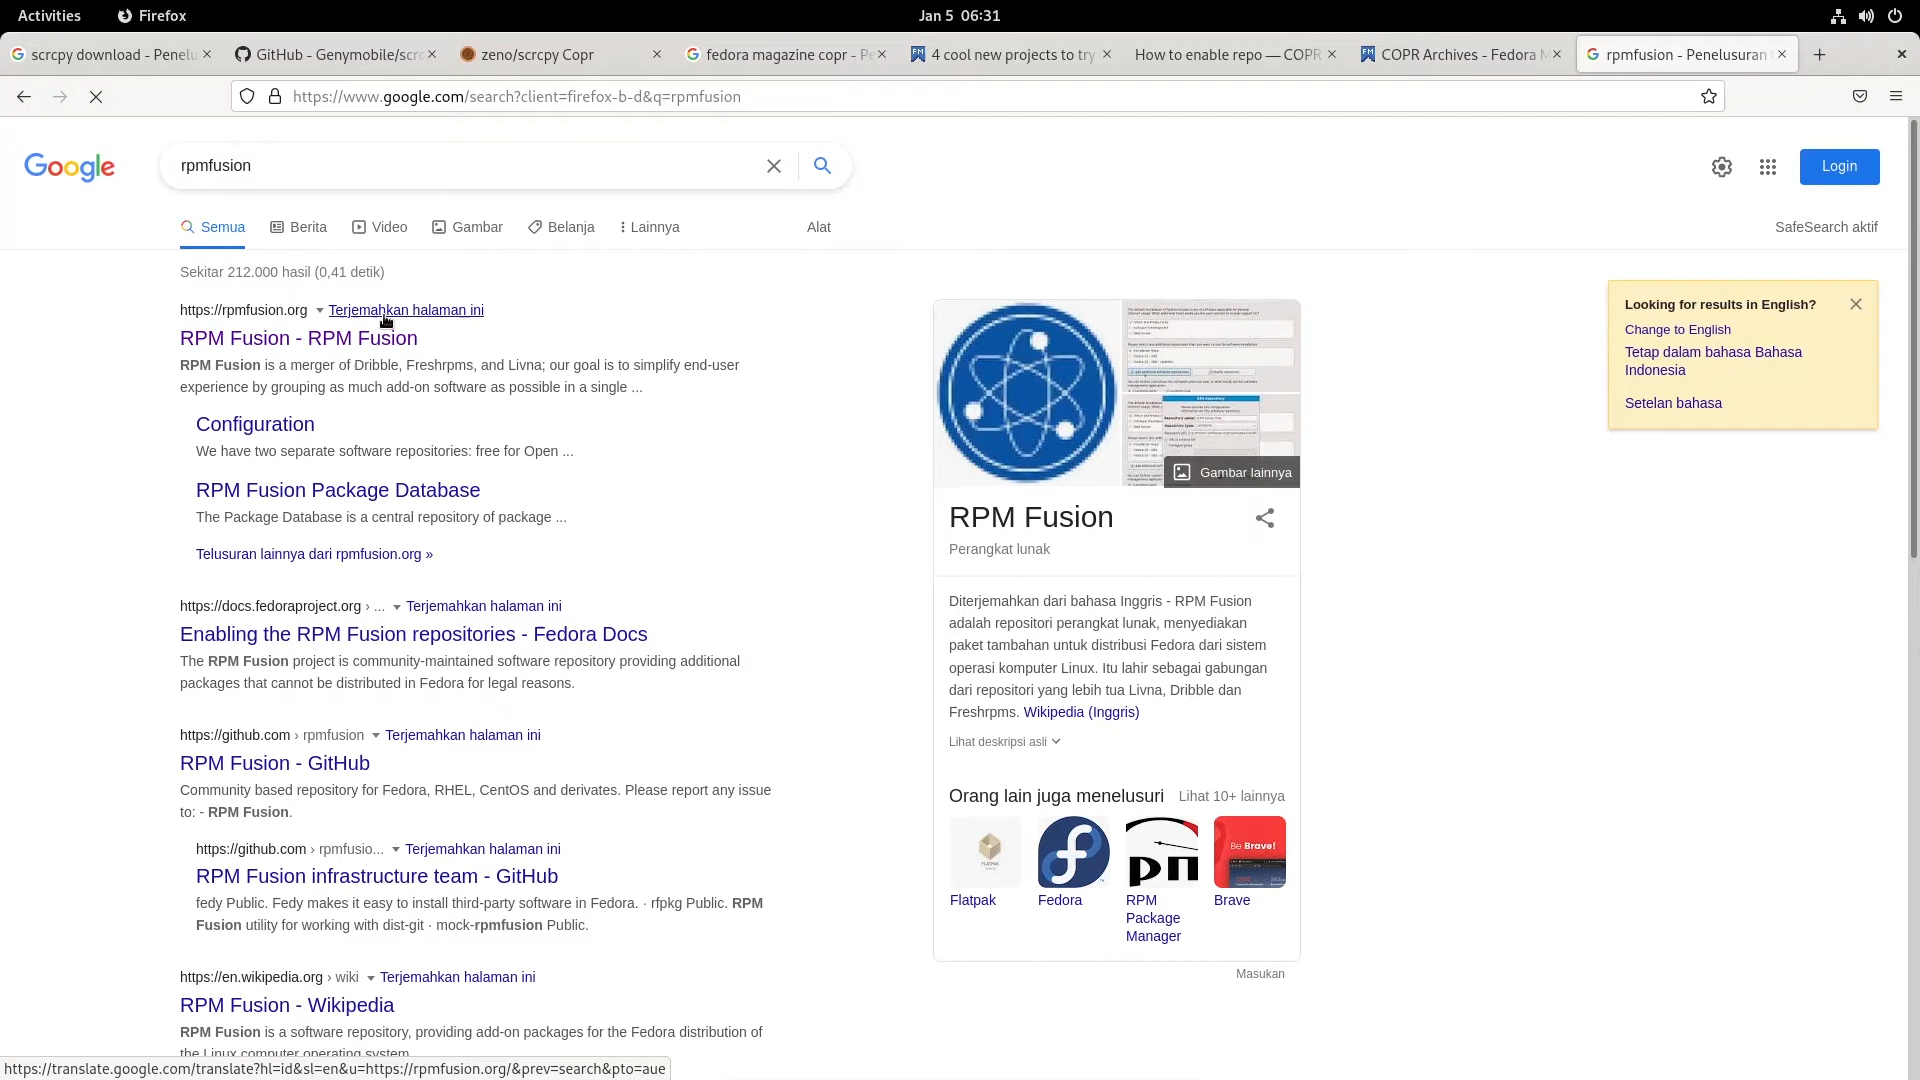 Activities
Firefox
Jan 5 06:31
scrcpy download - Penelu
GitHub - Genymobile/scrc
zeno/scrcpy Copr
fedora magazine copr - Pe
4 cool new projects to try
How to enable repo — COPR
COPR Archives - Fedora M
rpmfusion - Penelusuran
https://www.google.com/search?client=firefox-b-d&q=rpmfusion
Google
rpmfusion
Login
Semua
Berita
Video
Gambar
Belanja
Lainnya
Alat
SafeSearch aktif
Sekitar 212.000 hasil (0,41 detik)
https://rpmfusion.org Terjemahkan halaman ini
RPM Fusion - RPM Fusion
RPM Fusion is a merger of Dribble, Freshrpms, and Livna; our goal is to simplify end-user
experience by grouping as much add-on software as possible in a single ...
Configuration
We have two separate software repositories: free for Open ...
RPM Fusion Package Database
The Package Database is a central repository of package ...
Telusuran lainnya dari rpmfusion.org »
https://docs.fedoraproject.org › ... Terjemahkan halaman ini
Enabling the RPM Fusion repositories - Fedora Docs
The RPM Fusion project is community-maintained software repository providing additional
packages that cannot be distributed in Fedora for legal reasons.
https://github.com › rpmfusion Terjemahkan halaman ini
RPM Fusion - GitHub
Community based repository for Fedora, RHEL, CentOS and derivates. Please report any issue
to: - RPM Fusion.
https://github.com › rpmfusio... Terjemahkan halaman ini
RPM Fusion infrastructure team - GitHub
fedy Public. Fedy makes it easy to install third-party software in Fedora. · rfpkg Public. RPM
Fusion utility for working with dist-git · mock-rpmfusion Public.
https://en.wikipedia.org › wiki Terjemahkan halaman ini
RPM Fusion - Wikipedia
RPM Fusion is a software repository, providing add-on packages for the Fedora distribution of
the Linux computer operating system
https://translate.google.com/translate?hl=id&sl=en&u=https://rpmfusion.org/&prev=search&pto=aue
Gambar lainnya
RPM Fusion
Perangkat lunak
Diterjemahkan dari bahasa Inggris - RPM Fusion
adalah repositori perangkat lunak, menyediakan
paket tambahan untuk distribusi Fedora dari sistem
operasi komputer Linux. Itu lahir sebagai gabungan
dari repositori yang lebih tua Livna, Dribble dan
Freshrpms. Wikipedia (Inggris)
Lihat deskripsi asli
Orang lain juga menelusuri
Lihat 10+ lainnya
FLATPAK
Be Brave!
Flatpak
Fedora
RPM
Package
Manager
Brave
Masukan
Looking for results in English?
Change to English
Tetap dalam bahasa Bahasa
Indonesia
Setelan bahasa